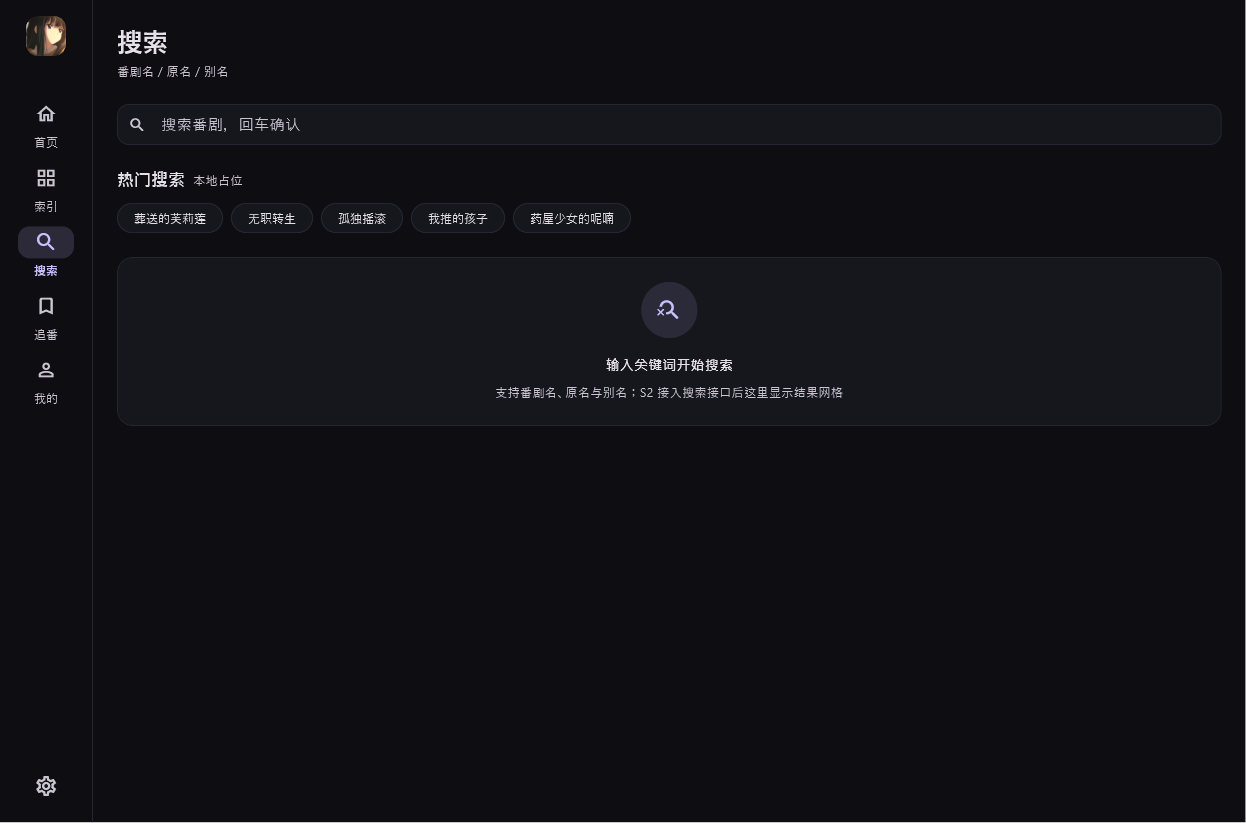 首页
索引
搜索
追番
我的
搜索
番剧名 / 原名 / 别名
搜索番剧，回车确认
热门搜索 本地占位
葬送的芙莉莲 无职转生 孤独摇滚 我推的孩子 药屋少女的呢喃
输入关键词开始搜索
支持番剧名、原名与别名；S2 接入搜索接口后这里显示结果网格